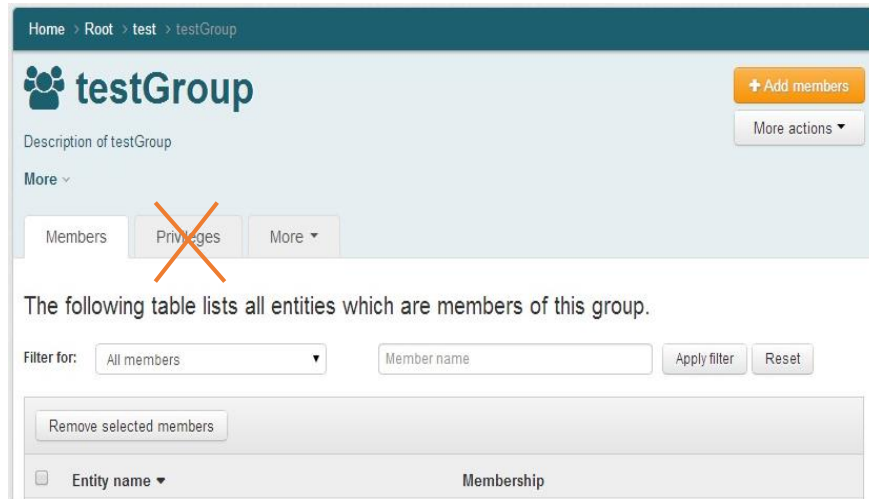 Home > Root > test > testGroup
testGroup
+ Add members
Description of testGroup
More actions
More
Members Privileges More
The following table lists all entities which are members of this group.
Filter for: All members Member name Apply filter Reset
Remove selected members
Entity name Membership